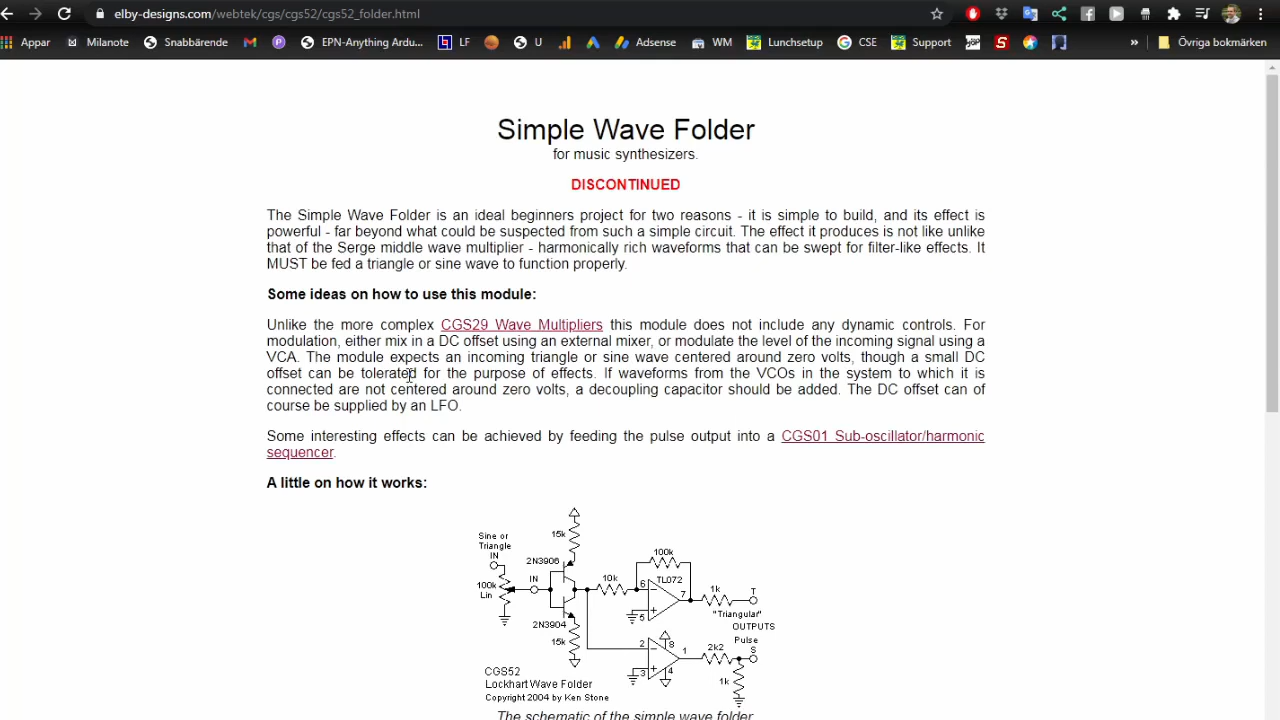 elby-designs.com/webtek/cgs/cgs52/cgs52_folder.html
Appar Milanote Snabbärende EPN-Anything Ardu... LF U Adsense WM Lunchsetup CSE Support » Övriga bokmärken
Simple Wave Folder
for music synthesizers.
DISCONTINUED
The Simple Wave Folder is an ideal beginners project for two reasons - it is simple to build, and its effect is
powerful - far beyond what could be suspected from such a simple circuit. The effect it produces is not like unlike
that of the Serge middle wave multiplier - harmonically rich waveforms that can be swept for filter-like effects. It
MUST be fed a triangle or sine wave to function properly.
Some ideas on how to use this module:
Unlike the more complex CGS29 Wave Multipliers this module does not include any dynamic controls. For
modulation, either mix in a DC offset using an external mixer, or modulate the level of the incoming signal using a
VCA. The module expects an incoming triangle or sine wave centered around zero volts, though a small DC
offset can be tolerated for the purpose of effects. If waveforms from the VCOs in the system to which it is
connected are not centered around zero volts, a decoupling capacitor should be added. The DC offset can of
course be supplied by an LFO.
Some interesting effects can be achieved by feeding the pulse output into a CGS01 Sub-oscillator/harmonic
sequencer.
A little on how it works:
Sine or
Triangle
IN
100k
Lin
IN
15k
2N3906
2N3904
15k
10k
100k
TL072
6
7
5
1k
T
"Triangular"
OUTPUTS
Pulse
S
2
8
1
3
4
2k2
1k
CGS52
Lockhart Wave Folder
Copyright 2004 by Ken Stone
The schematic of the simple wave folder